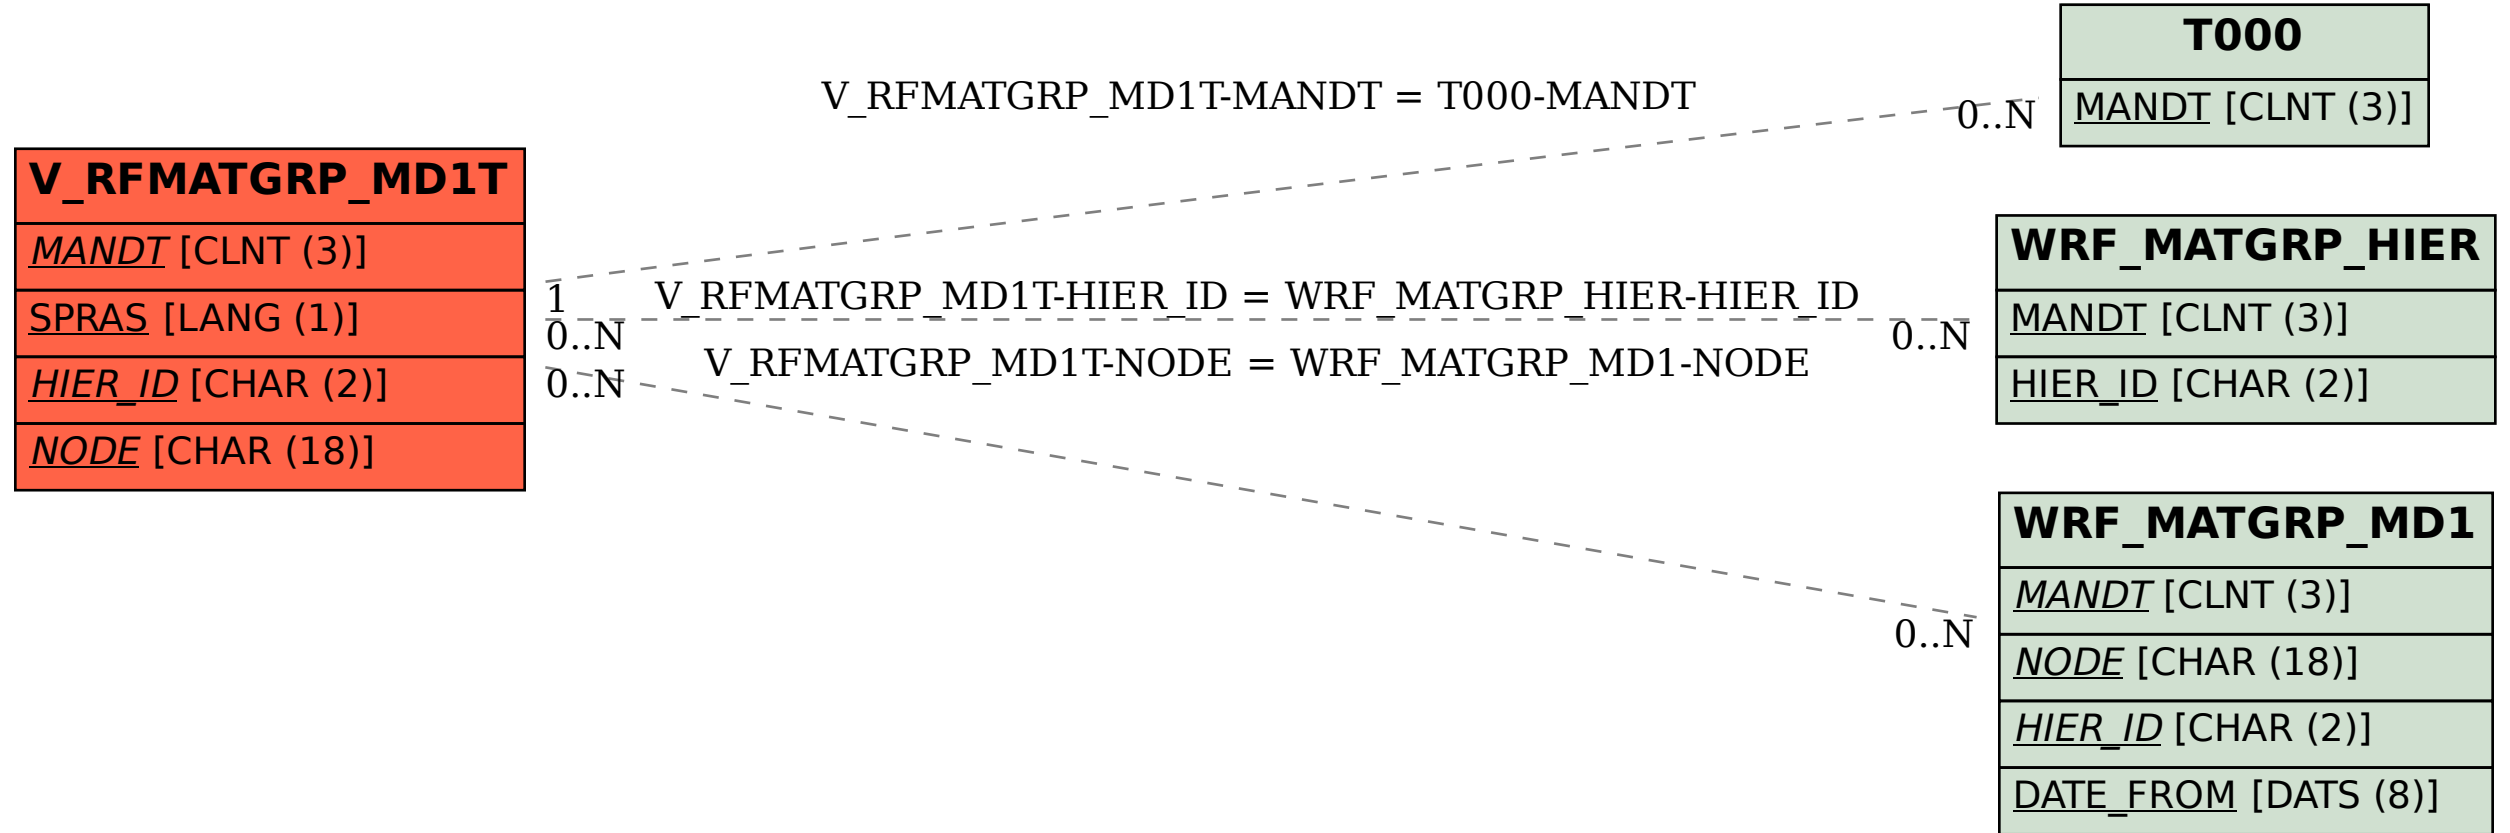 T000
MANDT [CLNT (3)]
V_RFMATGRP_MD1T-MANDT = T000-MANDT
0..N
V_RFMATGRP_MD1T
MANDT [CLNT (3)]
SPRAS [LANG (1)]
HIER_ID [CHAR (2)]
NODE [CHAR (18)]
1
V_RFMATGRP_MD1T-HIER_ID = WRF_MATGRP_HIER-HIER_ID
0..N
0..N
V_RFMATGRP_MD1T-NODE = WRF_MATGRP_MD1-NODE
0..N
0..N
WRF_MATGRP_HIER
MANDT [CLNT (3)]
HIER_ID [CHAR (2)]
WRF_MATGRP_MD1
MANDT [CLNT (3)]
NODE [CHAR (18)]
HIER_ID [CHAR (2)]
DATE_FROM [DATS (8)]